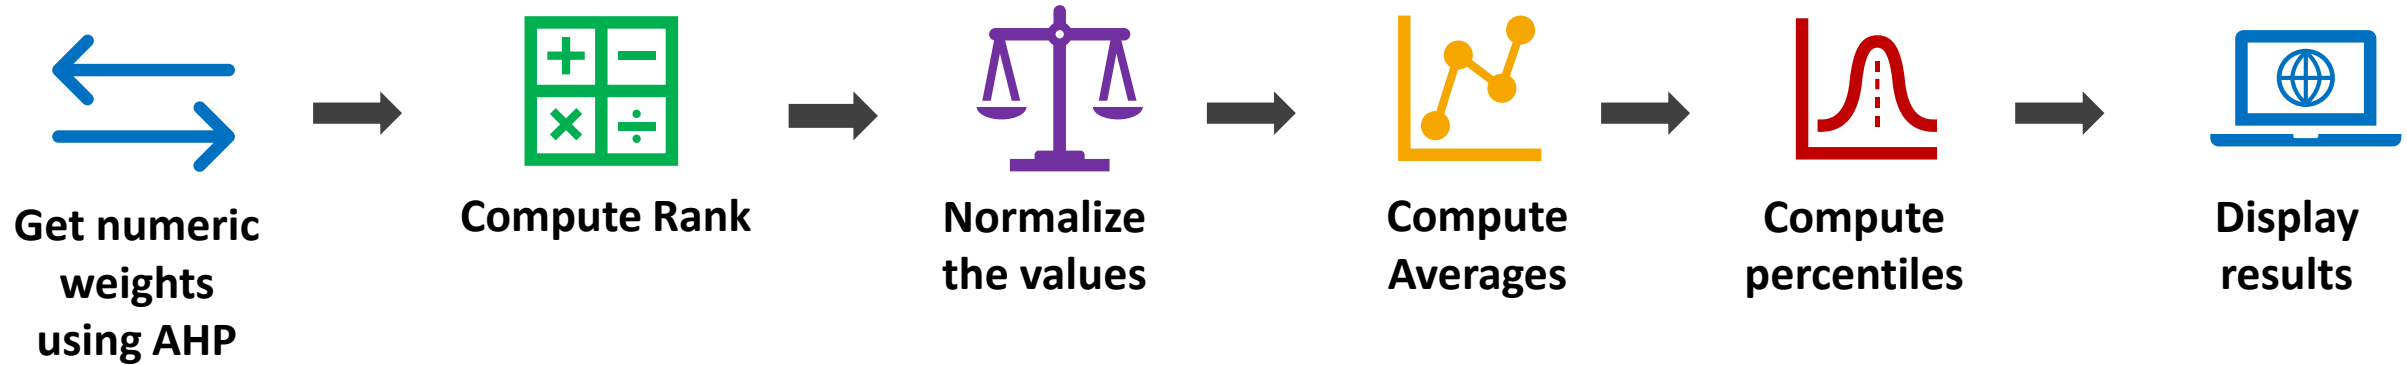 Get numeric
weights
using AHP
Compute Rank
Normalize
the values
Compute
Averages
Compute
percentiles
Display
results